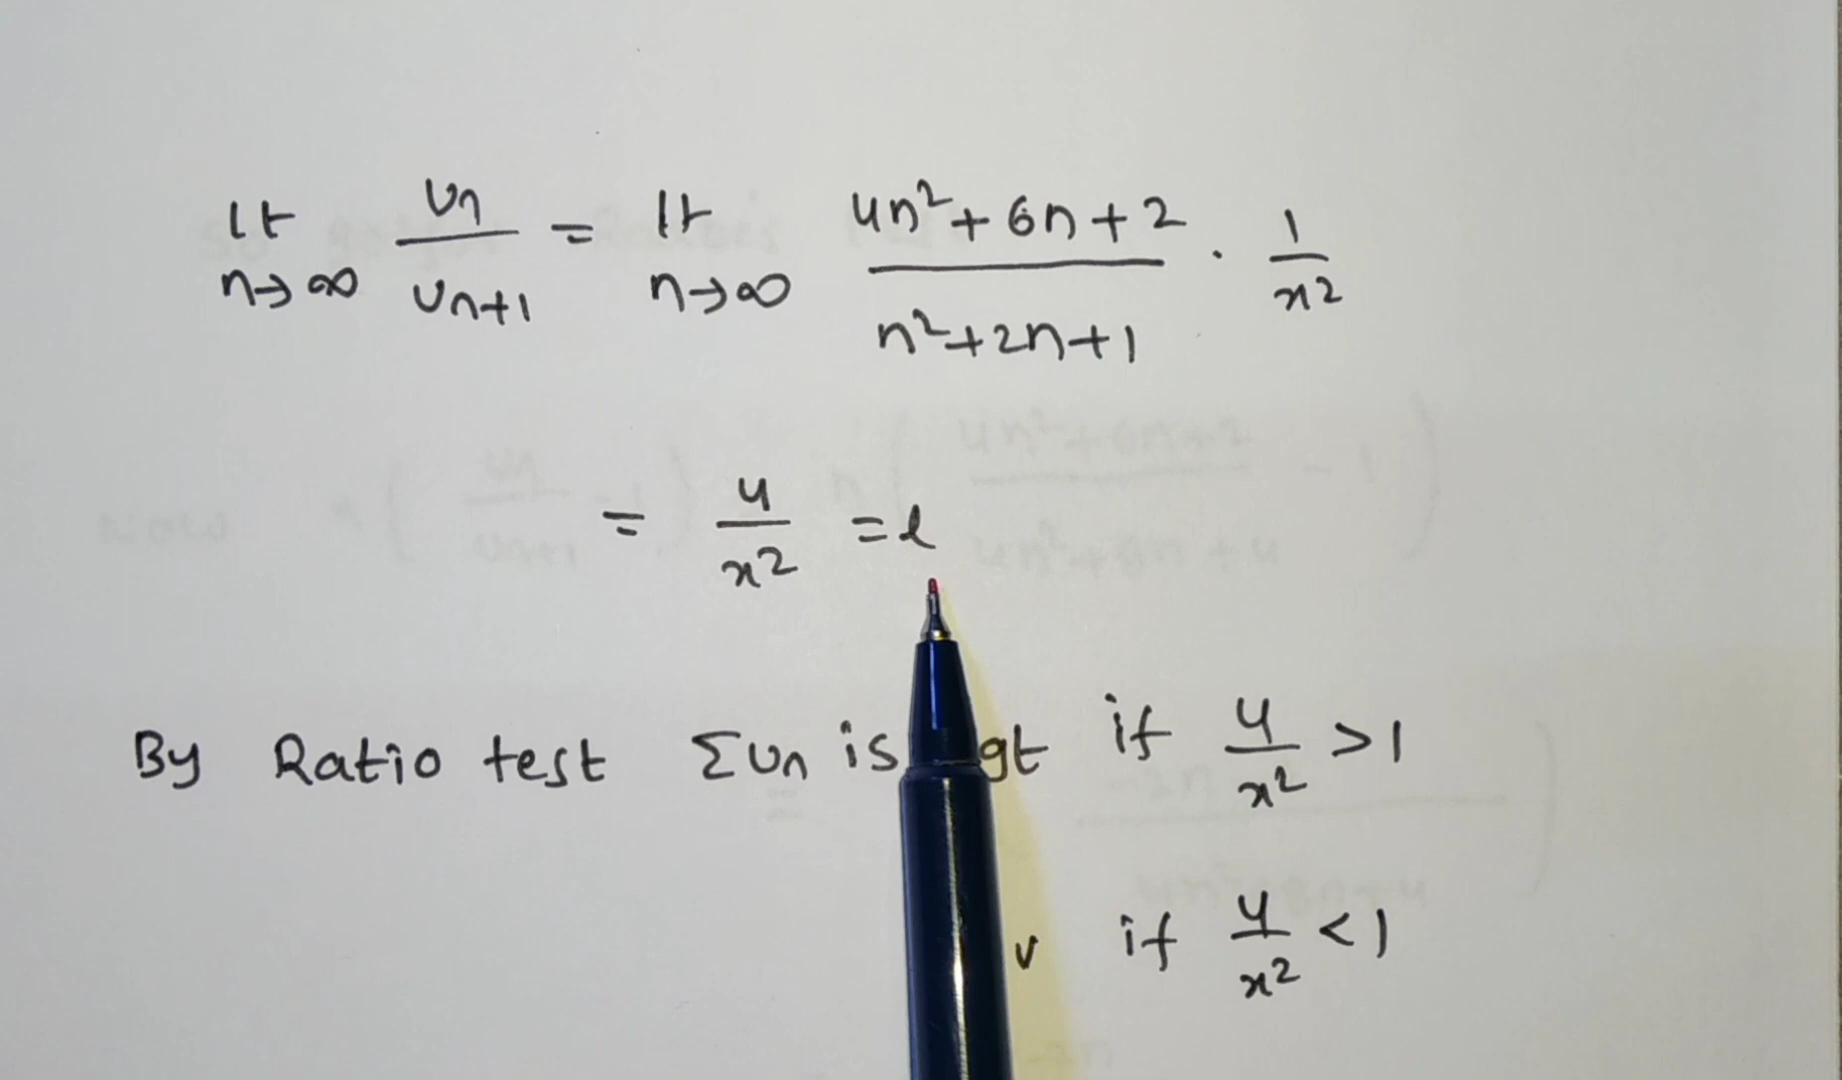 lt n→∞ un/un+1 = lt n→∞ 4n²+6n+2/n²+2n+1 · 1/x²
= 4/x² = l
By Ratio test Σun is gt if 4/x² > 1
v if 4/x² < 1